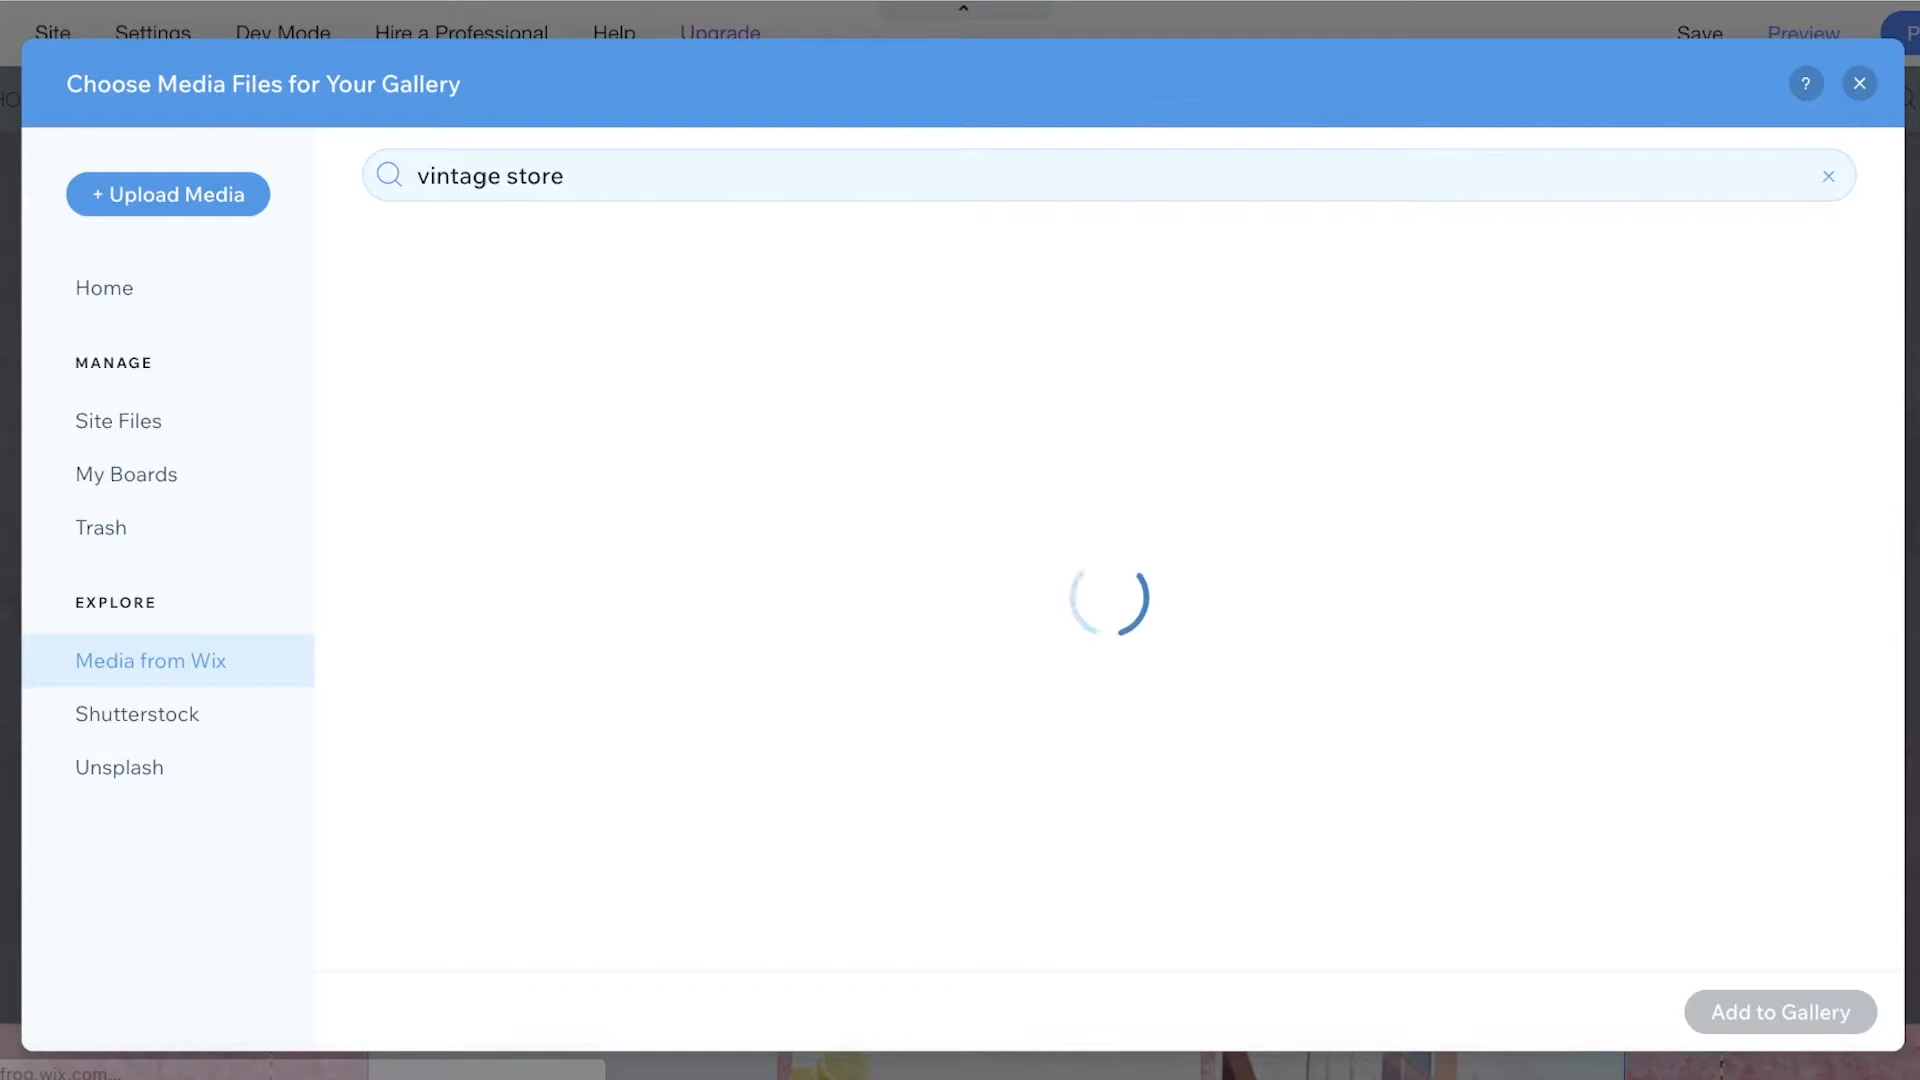 Site Settings Dev Mode Hire a Professional Help Upgrade Save Preview
Choose Media Files for Your Gallery ?
+ Upload Media
vintage store
Home
MANAGE
Site Files
My Boards
Trash
EXPLORE
Media from Wix
Shutterstock
Unsplash
Add to Gallery
frog.wix.com...